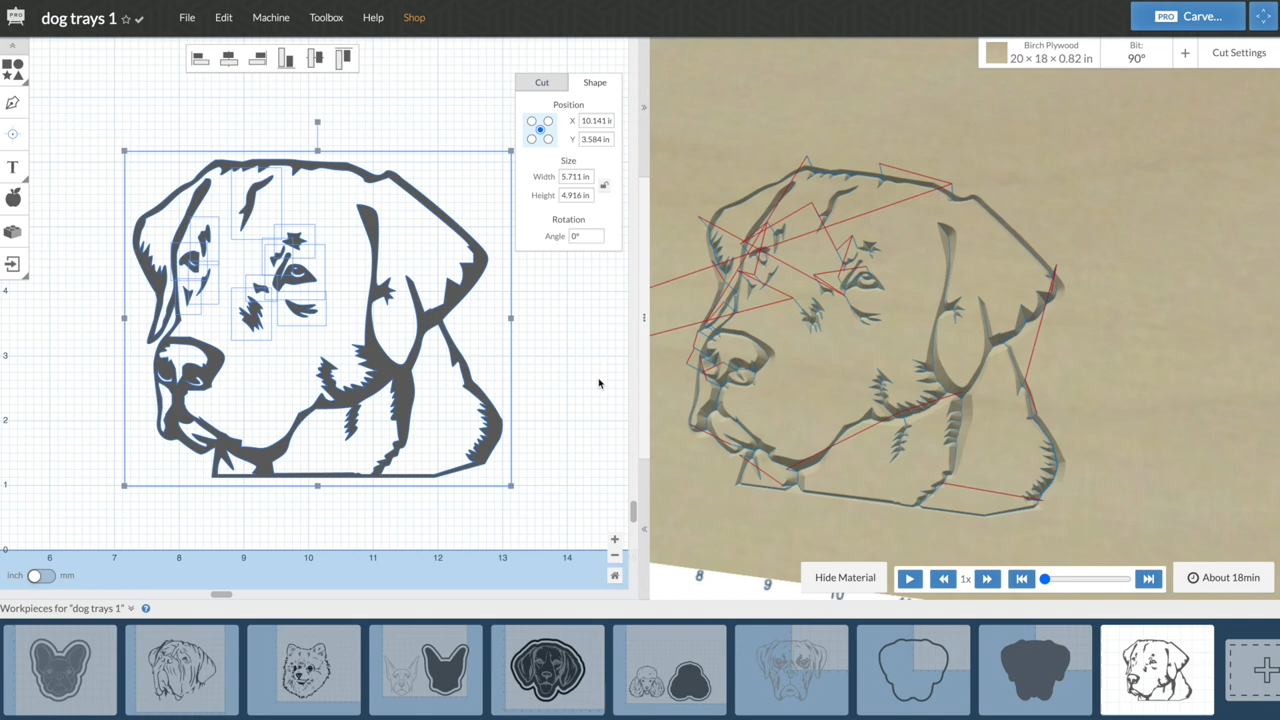 PRO
dog trays 1
File Edit Machine Toolbox Help Shop
PRO Carve...
Birch Plywood
20 × 18 × 0.82 in
Bit:
90°
+
Cut Settings
Cut Shape
Position
X 10.141 i
Y 3.584 in
Size
Width 5.711 in
Height 4.916 in
Rotation
Angle 0°
T
4
3
2
1
0
6 7 8 9 10 11 12 13 14
inch mm
8
9
10
Hide Material
1x
About 18min
Workpieces for "dog trays 1"